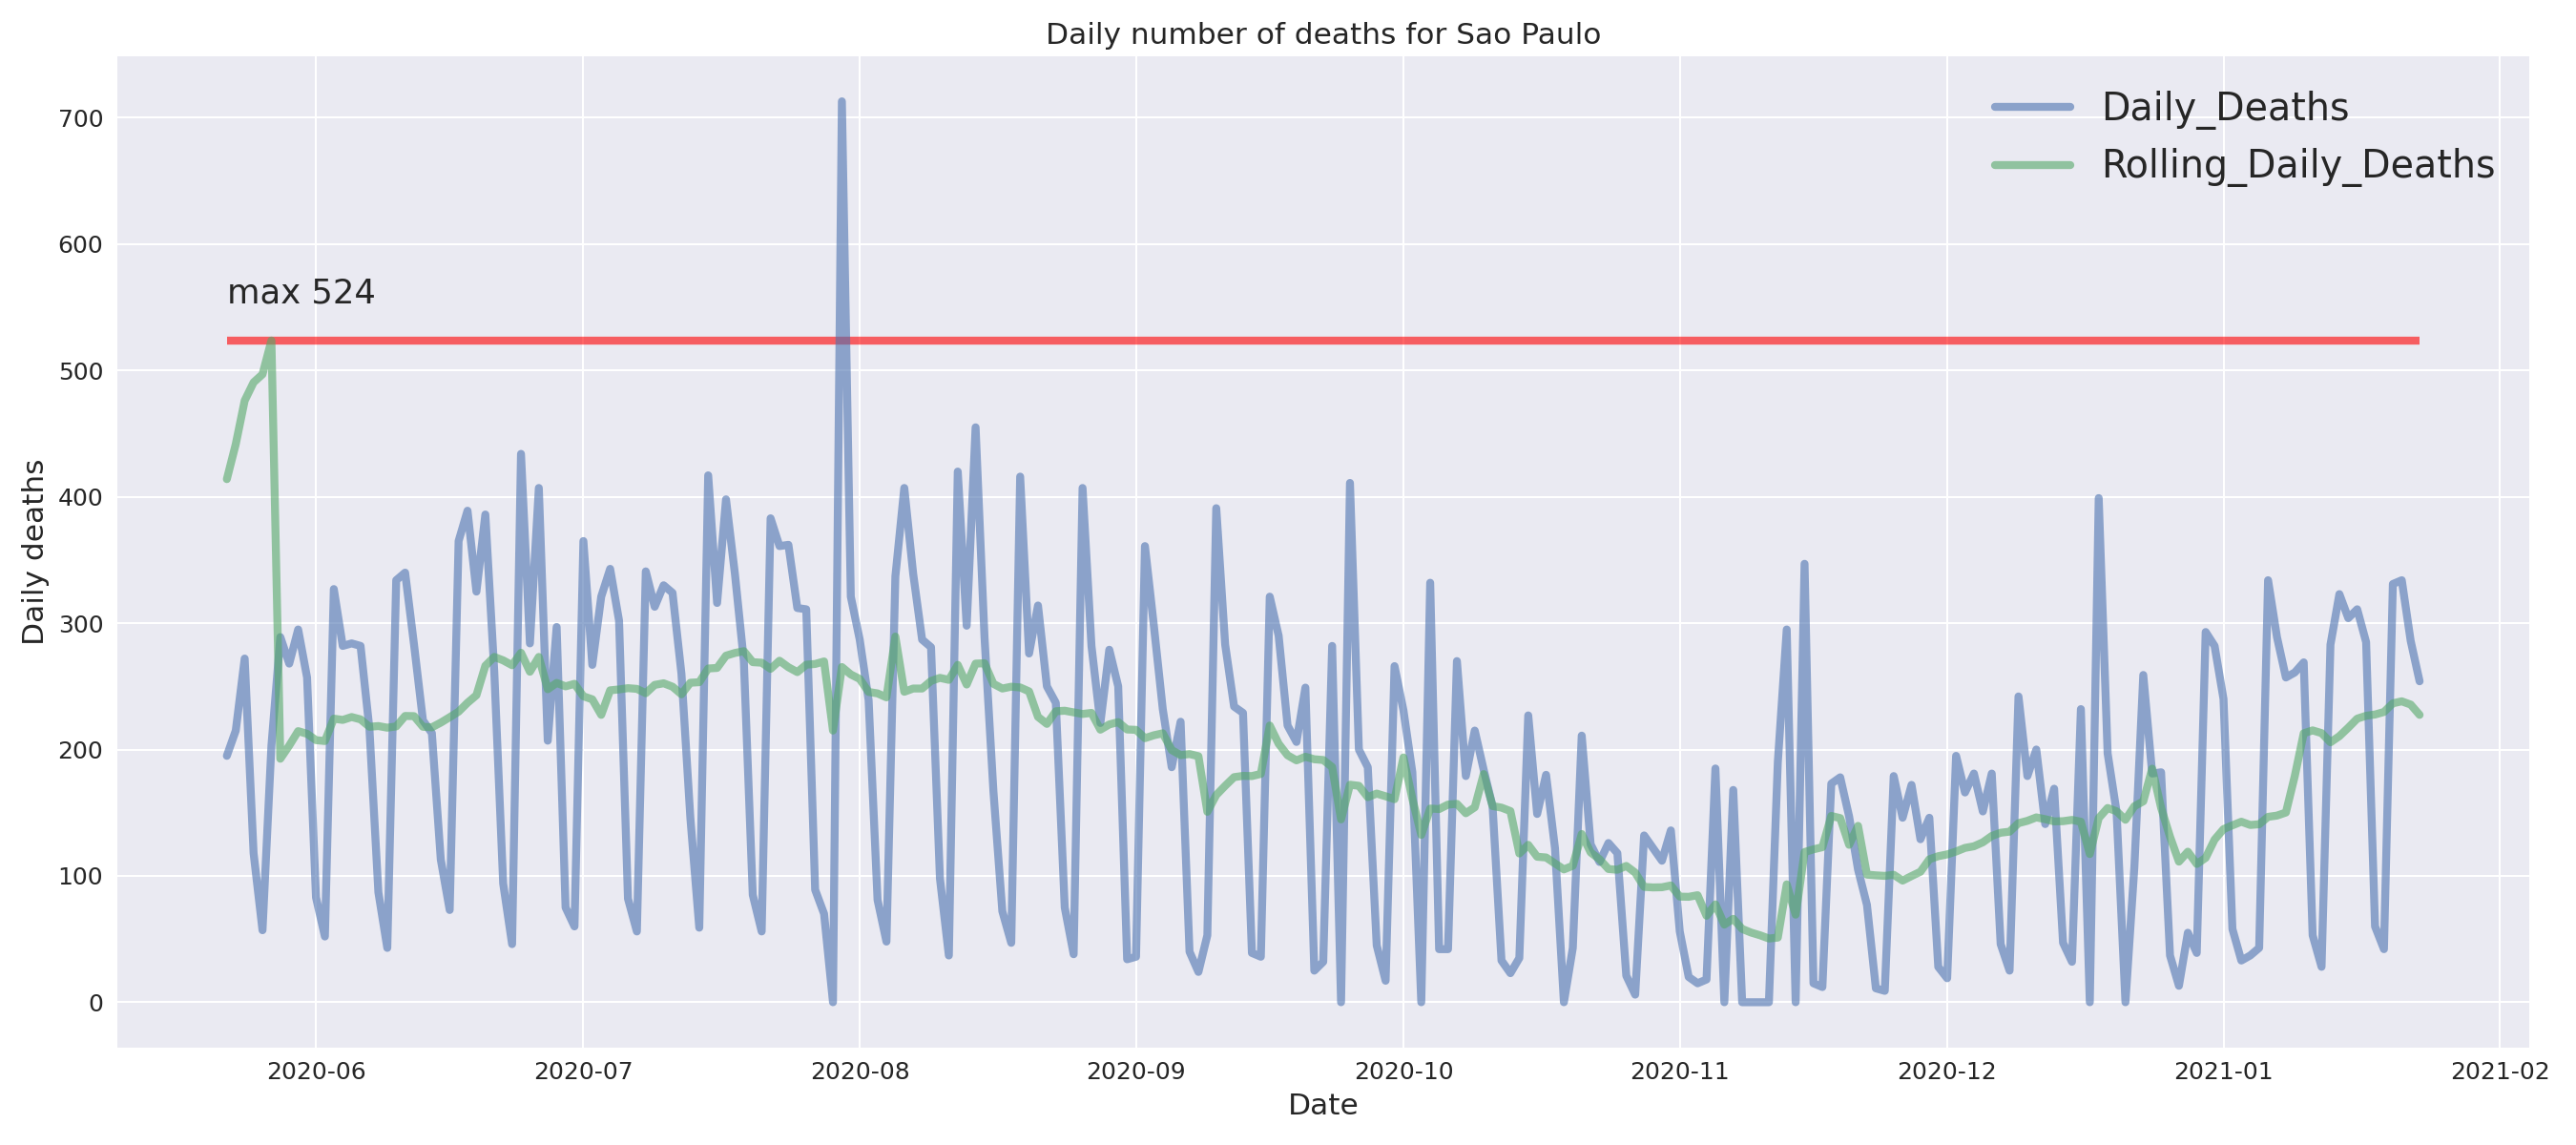 Daily number of deaths for Sao Paulo
Daily_Deaths
Rolling_Daily_Deaths
max 524
700
600
500
400
300
200
100
0
Daily deaths
2020-06 2020-07 2020-08 2020-09 2020-10 2020-11 2020-12 2021-01 2021-02
Date